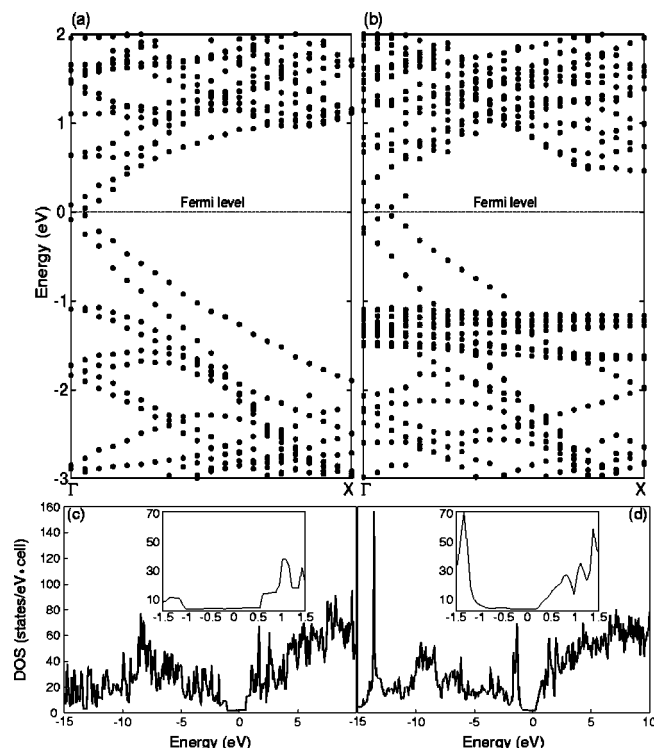 (a)
(b)
2
1
0
-1
-2
-3
Energy (eV)
Fermi level
Fermi level
Γ
X
Γ
X
(c)
(d)
160
140
120
100
80
60
40
20
0
DOS (states/eV•cell)
70
50
30
10
-1.5 -1 -0.5 0 0.5 1 1.5
70
50
30
10
-1.5 -1 -0.5 0 0.5 1 1.5
-15 -10 -5 0 5 -15 -10 -5 0 5 10
Energy (eV)
Energy (eV)